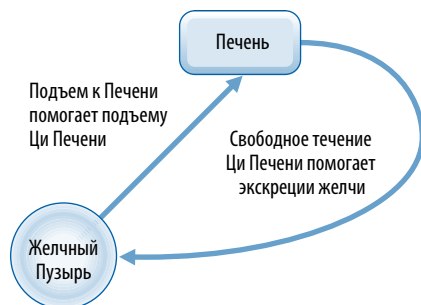 Печень
Подъем к Печени
помогает подъему
Ци Печени
Свободное течение
Ци Печени помогает
экскреции желчи
Желчный
Пузырь